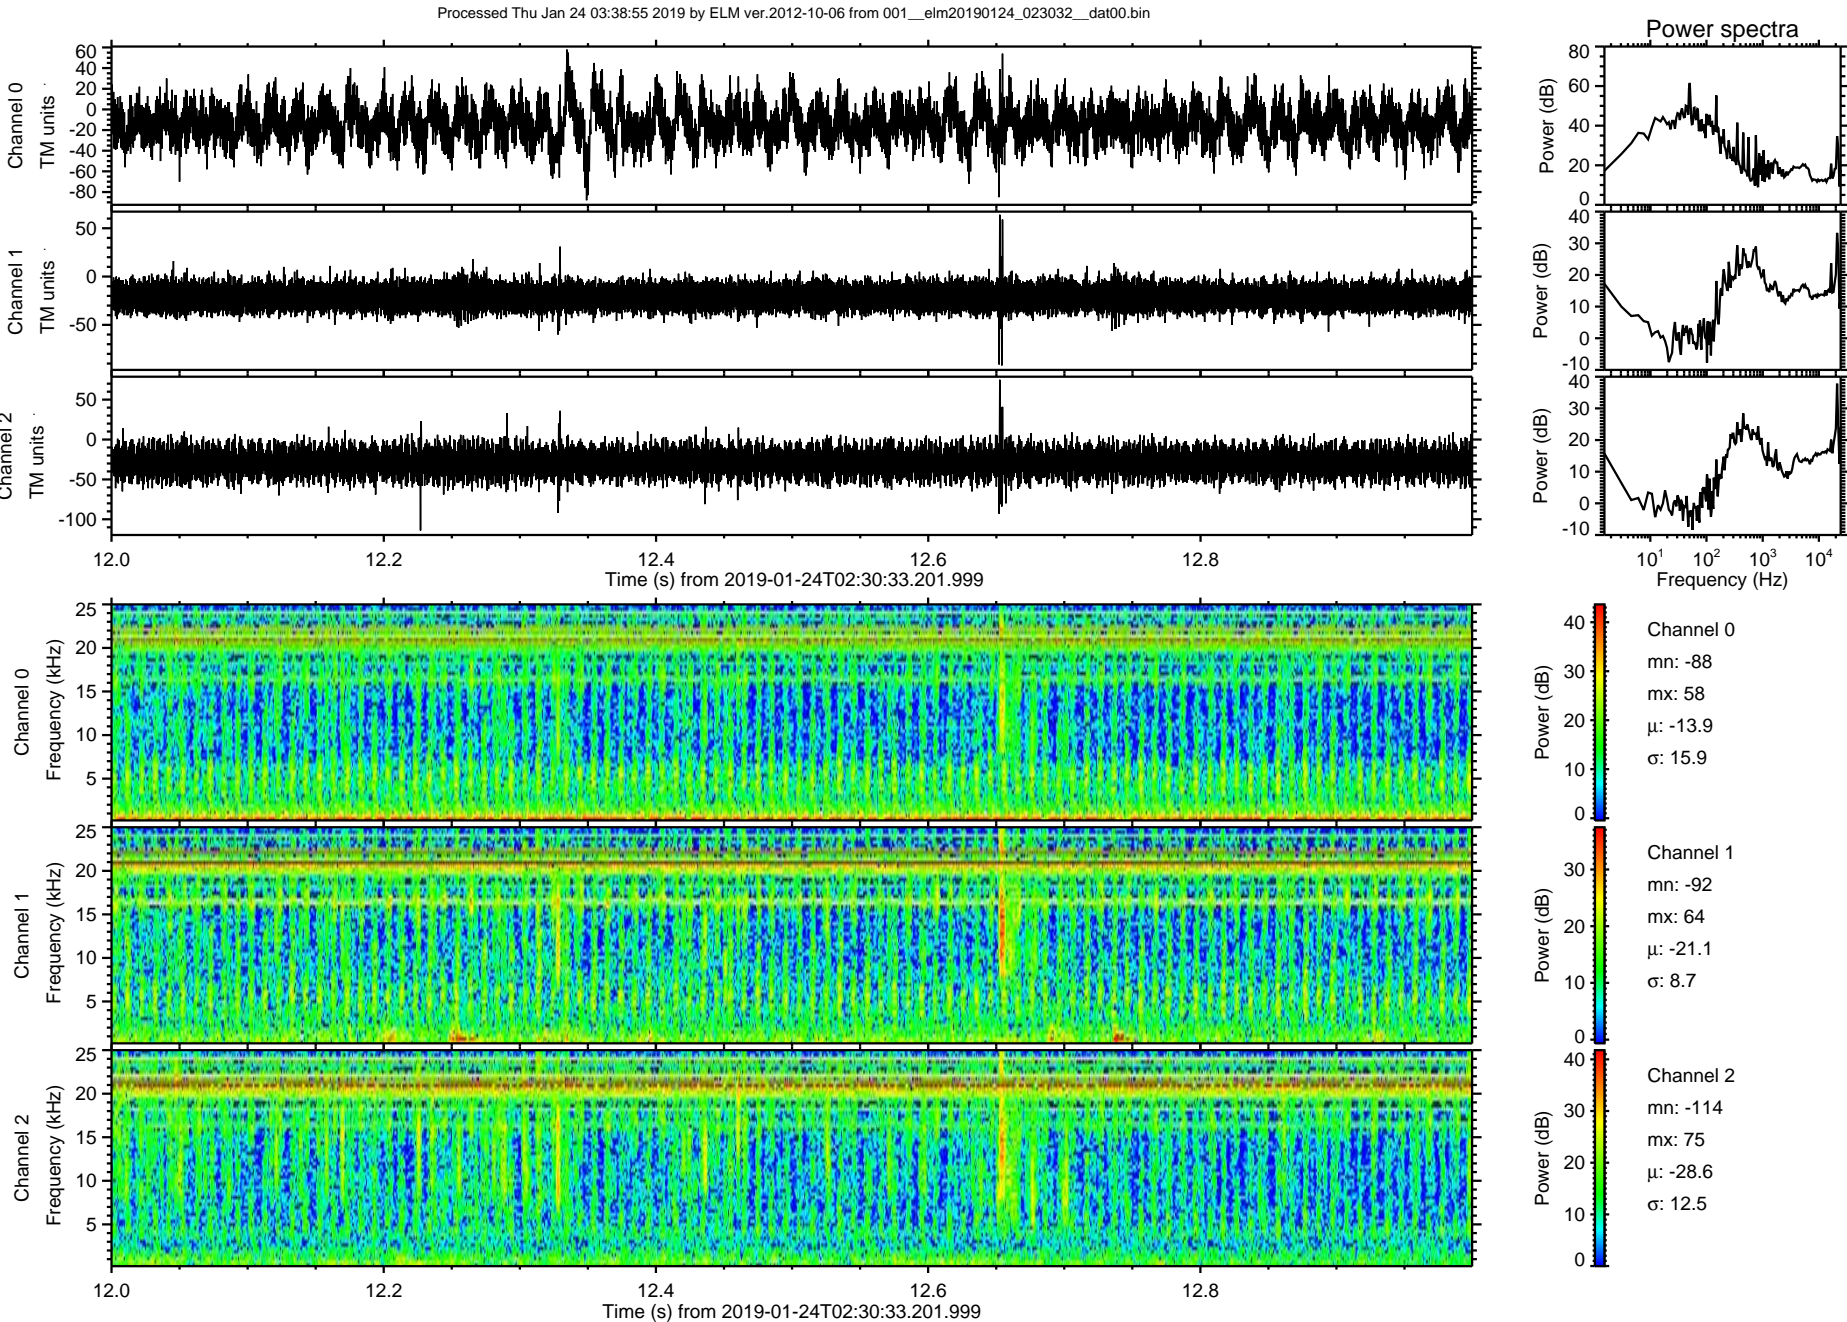 Processed Thu Jan 24 03:38:55 2019 by ELM ver.2012-10-06 from 001__elm20190124_023032__dat00.bin
Power spectra
Channel 0
TM units
60
40
20
0
-20
-40
-60
-80
Power (dB)
80
60
40
20
0
Channel 1
TM units
50
0
-50
Power (dB)
40
30
20
10
0
-10
Channel 2
TM units
50
0
-50
-100
Power (dB)
40
30
20
10
0
-10
12.0 12.2 12.4 12.6 12.8
Time (s) from 2019-01-24T02:30:33.201.999
10¹ 10² 10³ 10⁴
Frequency (Hz)
Channel 0
Frequency (kHz)
25
20
15
10
5
Power (dB)
40
30
20
10
0
Channel 0
mn: -88
mx: 58
μ: -13.9
σ: 15.9
Channel 1
Frequency (kHz)
25
20
15
10
5
Power (dB)
30
20
10
0
Channel 1
mn: -92
mx: 64
μ: -21.1
σ: 8.7
Channel 2
Frequency (kHz)
25
20
15
10
5
Power (dB)
40
30
20
10
0
Channel 2
mn: -114
mx: 75
μ: -28.6
σ: 12.5
12.0 12.2 12.4 12.6 12.8
Time (s) from 2019-01-24T02:30:33.201.999